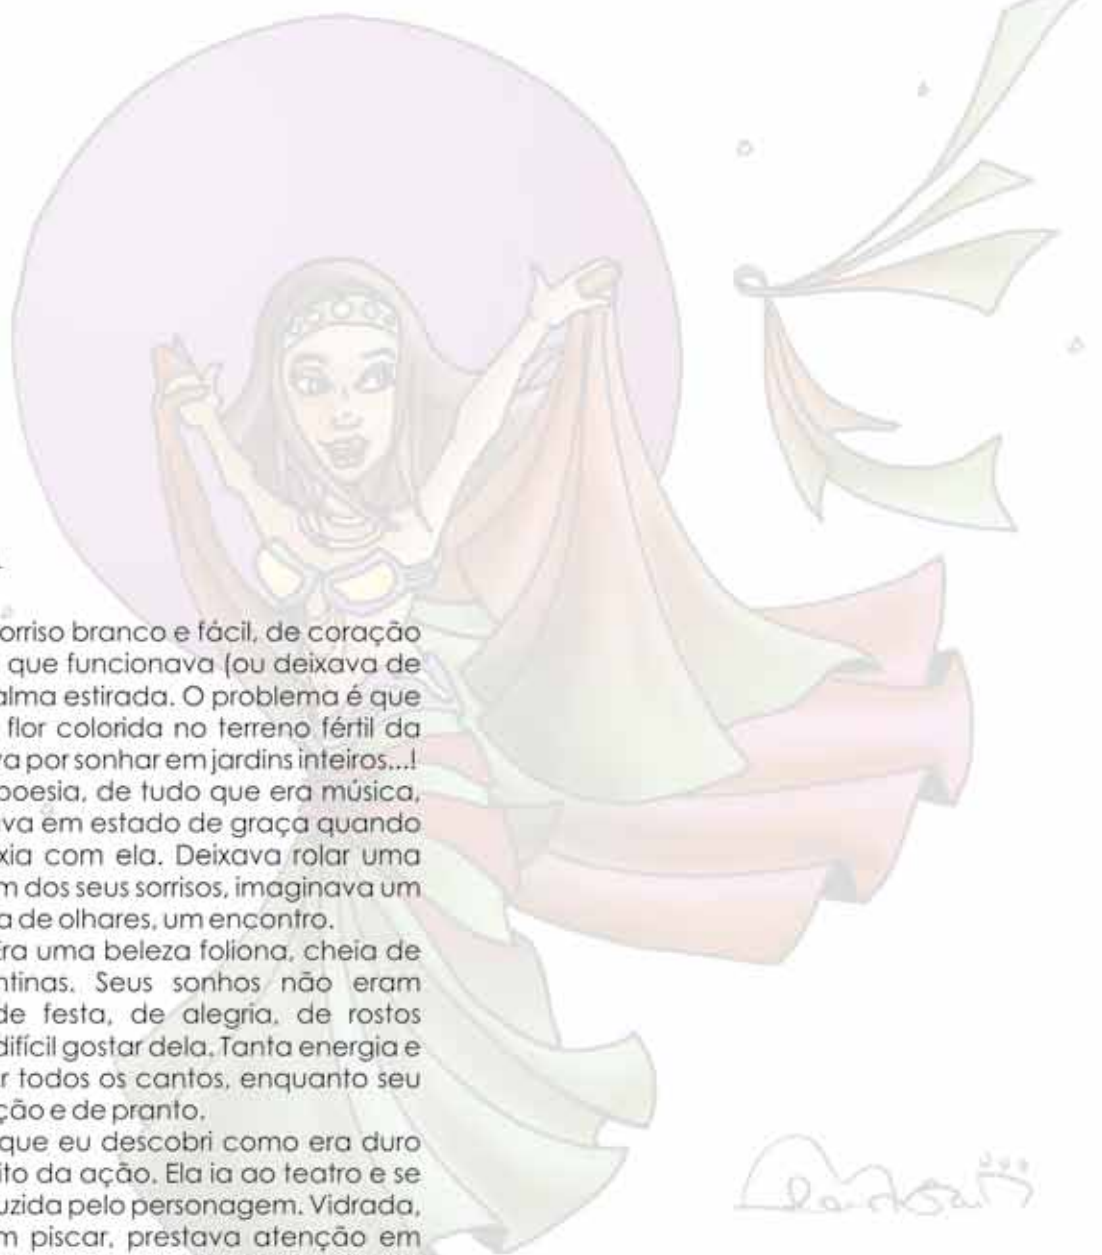 orriso branco e fácil, de coração
que funcionava (ou deixava de
alma estirada. O problema é que
flor colorida no terreno fértil da
va por sonhar em jardins inteiros...!
poesia, de tudo que era música,
va em estado de graça quando
xia com ela. Deixava rolar uma
m dos seus sorrisos, imaginava um
a de olhares, um encontro.
Era uma beleza foliona, cheia de
ntinas. Seus sonhos não eram
de festa, de alegria, de rostos
difícil gostar dela. Tanta energia e
r todos os cantos, enquanto seu
ção e de pranto.
que eu descobri como era duro
ito da ação. Ela ia ao teatro e se
uzida pelo personagem. Vidrada,
m piscar, prestava atenção em